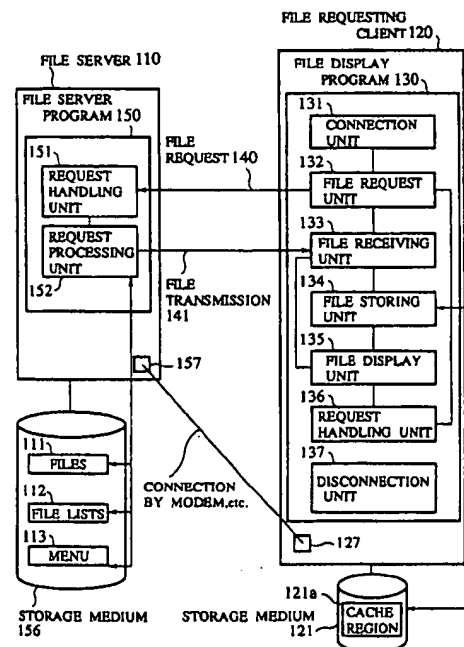 FILE REQUESTING
CLIENT 120
FILE SERVER 110
FILE DISPLAY
PROGRAM 130
FILE SERVER
PROGRAM 150
131
CONNECTION
UNIT
151
REQUEST
HANDLING
UNIT
FILE
REQUEST 140
132
FILE REQUEST
UNIT
133
FILE RECEIVING
UNIT
REQUEST
PROCESSING
UNIT
152
FILE
TRANSMISSION
141
134
FILE STORING
UNIT
135
FILE DISPLAY
UNIT
157
136
REQUEST
HANDLING UNIT
111
FILES
CONNECTION
BY MODEM,etc.
137
DISCONNECTION
UNIT
112
FILE LISTS
113
MENU
127
STORAGE MEDIUM
156
121a
CACHE
REGION
STORAGE MEDIUM
121